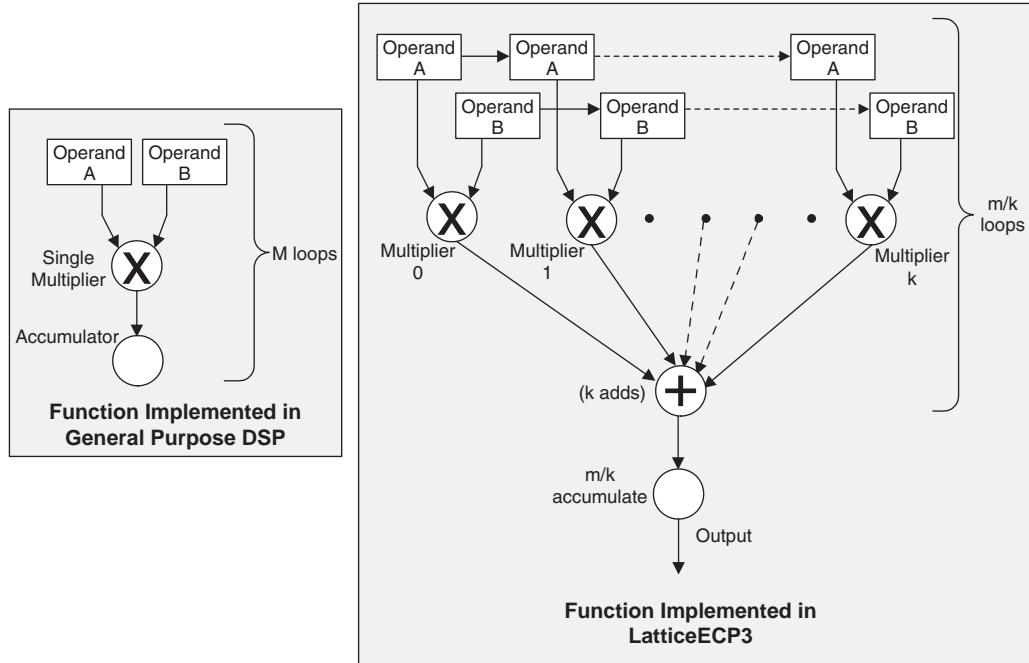 Operand
A
Operand
B
Single
Multiplier
X
Accumulator
M loops
Function Implemented in
General Purpose DSP
Operand
A
Operand
A
Operand
A
Operand
B
Operand
B
Operand
B
X
X
X
Multiplier
0
Multiplier
1
Multiplier
k
m/k
loops
(k adds)
+
m/k
accumulate
Output
Function Implemented in
LatticeECP3